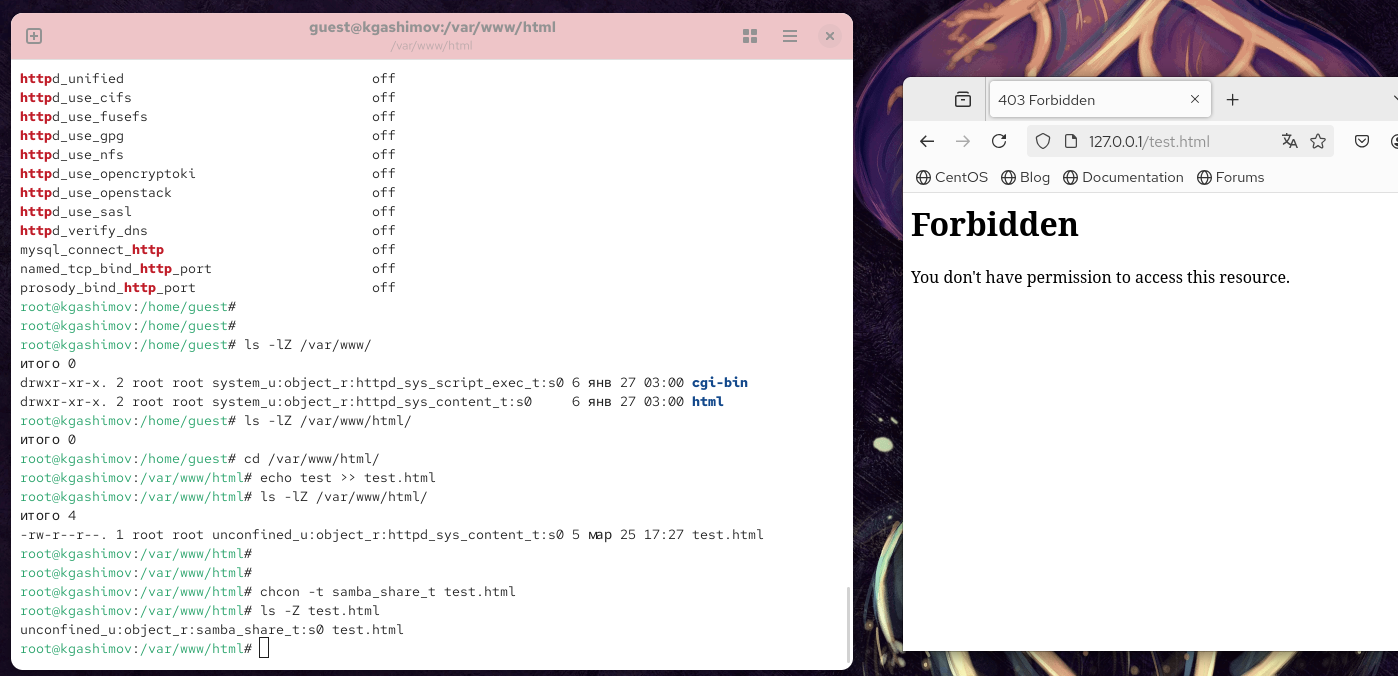 guest@kgashimov:/var/www/html
/var/www/html
httpd_unified off
httpd_use_cifs off
httpd_use_fusefs off
httpd_use_gpg off
httpd_use_nfs off
httpd_use_opencryptoki off
httpd_use_openstack off
httpd_use_sasl off
httpd_verify_dns off
mysql_connect_http off
named_tcp_bind_http_port off
prosody_bind_http_port off
root@kgashimov:/home/guest#
root@kgashimov:/home/guest#
root@kgashimov:/home/guest# ls -lZ /var/www/
итого 0
drwxr-xr-x. 2 root root system_u:object_r:httpd_sys_script_exec_t:s0 6 янв 27 03:00 cgi-bin
drwxr-xr-x. 2 root root system_u:object_r:httpd_sys_content_t:s0 6 янв 27 03:00 html
root@kgashimov:/home/guest# ls -lZ /var/www/html/
итого 0
root@kgashimov:/home/guest# cd /var/www/html/
root@kgashimov:/var/www/html# echo test >> test.html
root@kgashimov:/var/www/html# ls -lZ /var/www/html/
итого 4
-rw-r--r--. 1 root root unconfined_u:object_r:httpd_sys_content_t:s0 5 мар 25 17:27 test.html
root@kgashimov:/var/www/html#
root@kgashimov:/var/www/html#
root@kgashimov:/var/www/html# chcon -t samba_share_t test.html
root@kgashimov:/var/www/html# ls -Z test.html
unconfined_u:object_r:samba_share_t:s0 test.html
root@kgashimov:/var/www/html#
403 Forbidden
127.0.0.1/test.html
CentOS Blog Documentation Forums
Forbidden
You don't have permission to access this resource.